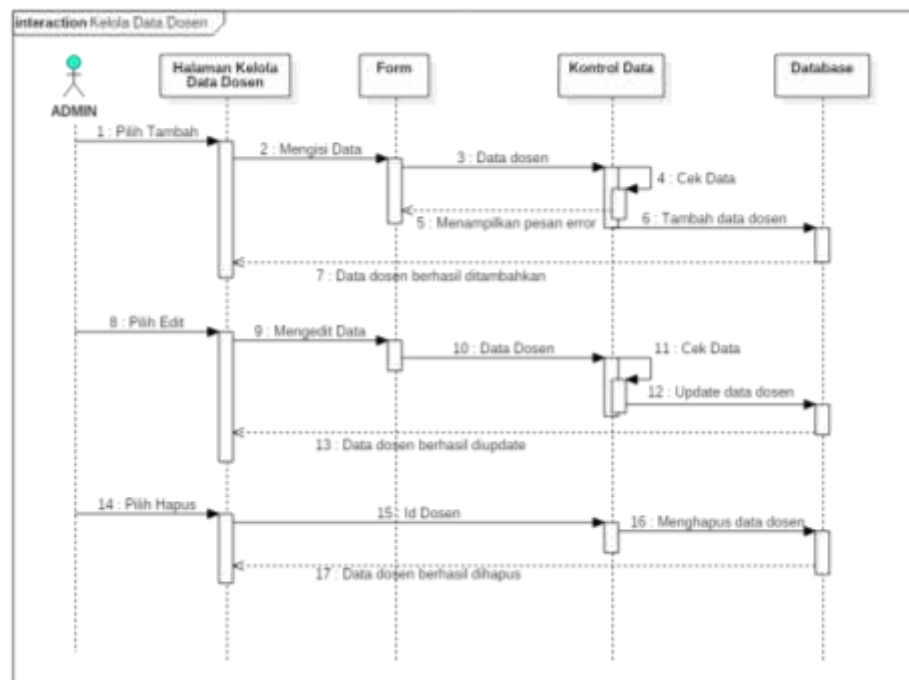 interaction Kelola Data Dosen
ADMIN
Halaman Kelola
Data Dosen
Form
Kontrol Data
Database
1 : Pilih Tambah
2 : Mengisi Data
3 : Data dosen
4 : Cek Data
5 : Menampilkan pesan error
6 : Tambah data dosen
7 : Data dosen berhasil ditambahkan
8 : Pilih Edit
9 : Mengedit Data
10 : Data Dosen
11 : Cek Data
12 : Update data dosen
13 : Data dosen berhasil diupdate
14 : Pilih Hapus
15 : Id Dosen
16 : Menghapus data dosen
17 : Data dosen berhasil dihapus